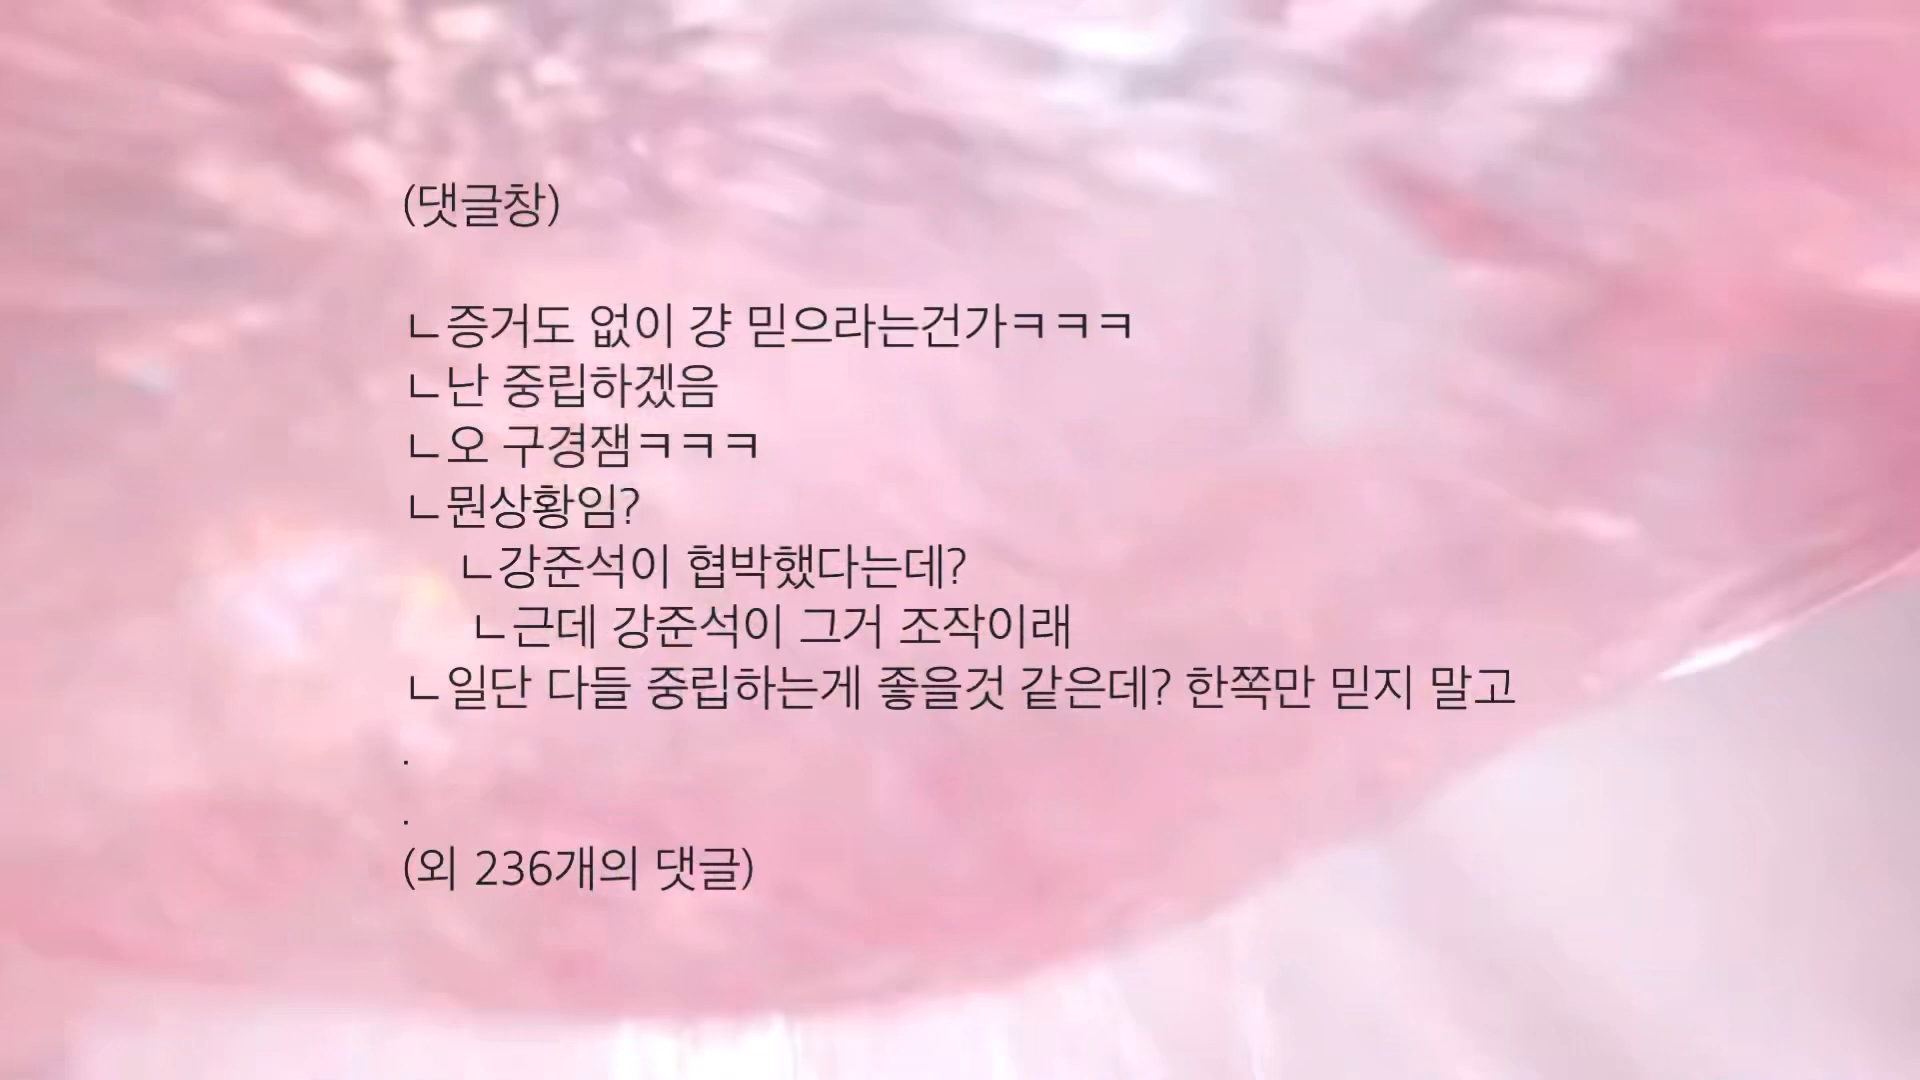 (댓글창)
ㄴ증거도 없이 걍 믿으라는건가ㅋㅋㅋ
ㄴ난 중립하겠음
ㄴ오 구경잼ㅋㅋㅋ
ㄴ뭔상황임?
ㄴ강준석이 협박했다는데?
ㄴ근데 강준석이 그거 조작이래
ㄴ일단 다들 중립하는게 좋을것 같은데? 한쪽만 믿지 말고
.
.
(외 236개의 댓글)